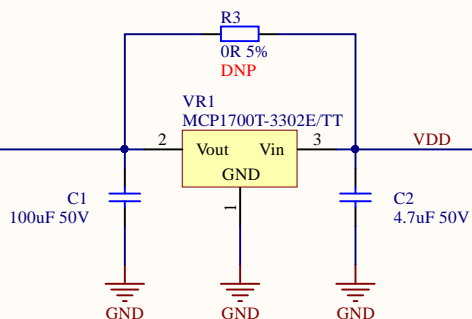 R3
0R 5%
DNP
VR1
MCP1700T-3302E/TT
2
Vout
Vin
3
VDD
GND
1
C1
100uF 50V
C2
4.7uF 50V
GND
GND
GND